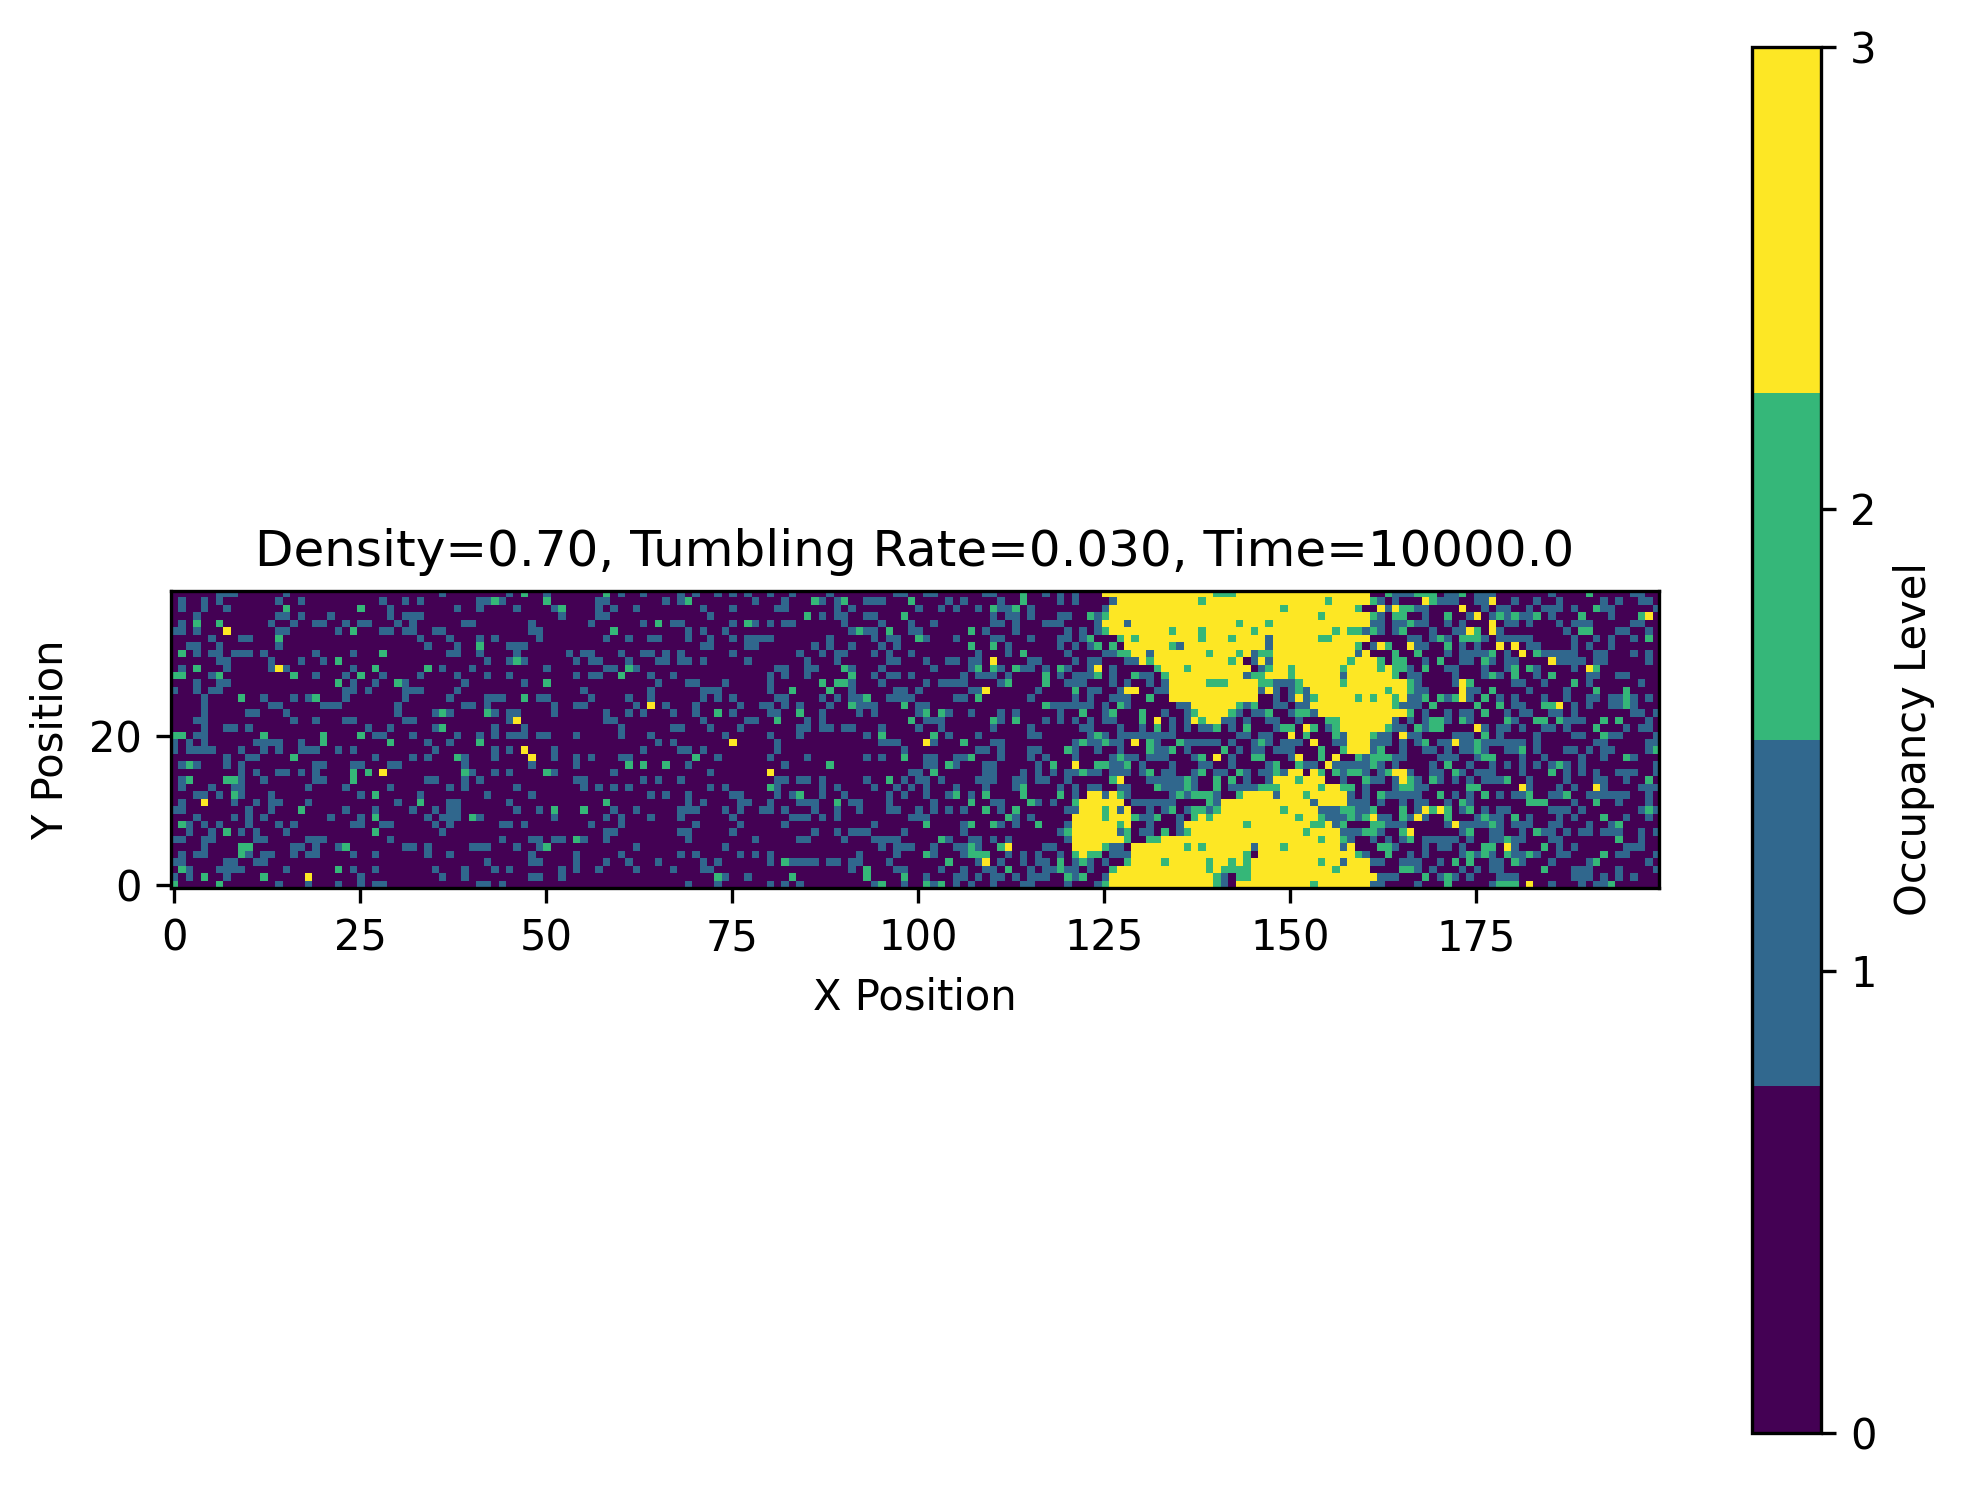 Density=0.70, Tumbling Rate=0.030, Time=10000.0
Y Position
20
0
0 25 50 75 100 125 150 175
X Position
3
2
1
0
Occupancy Level